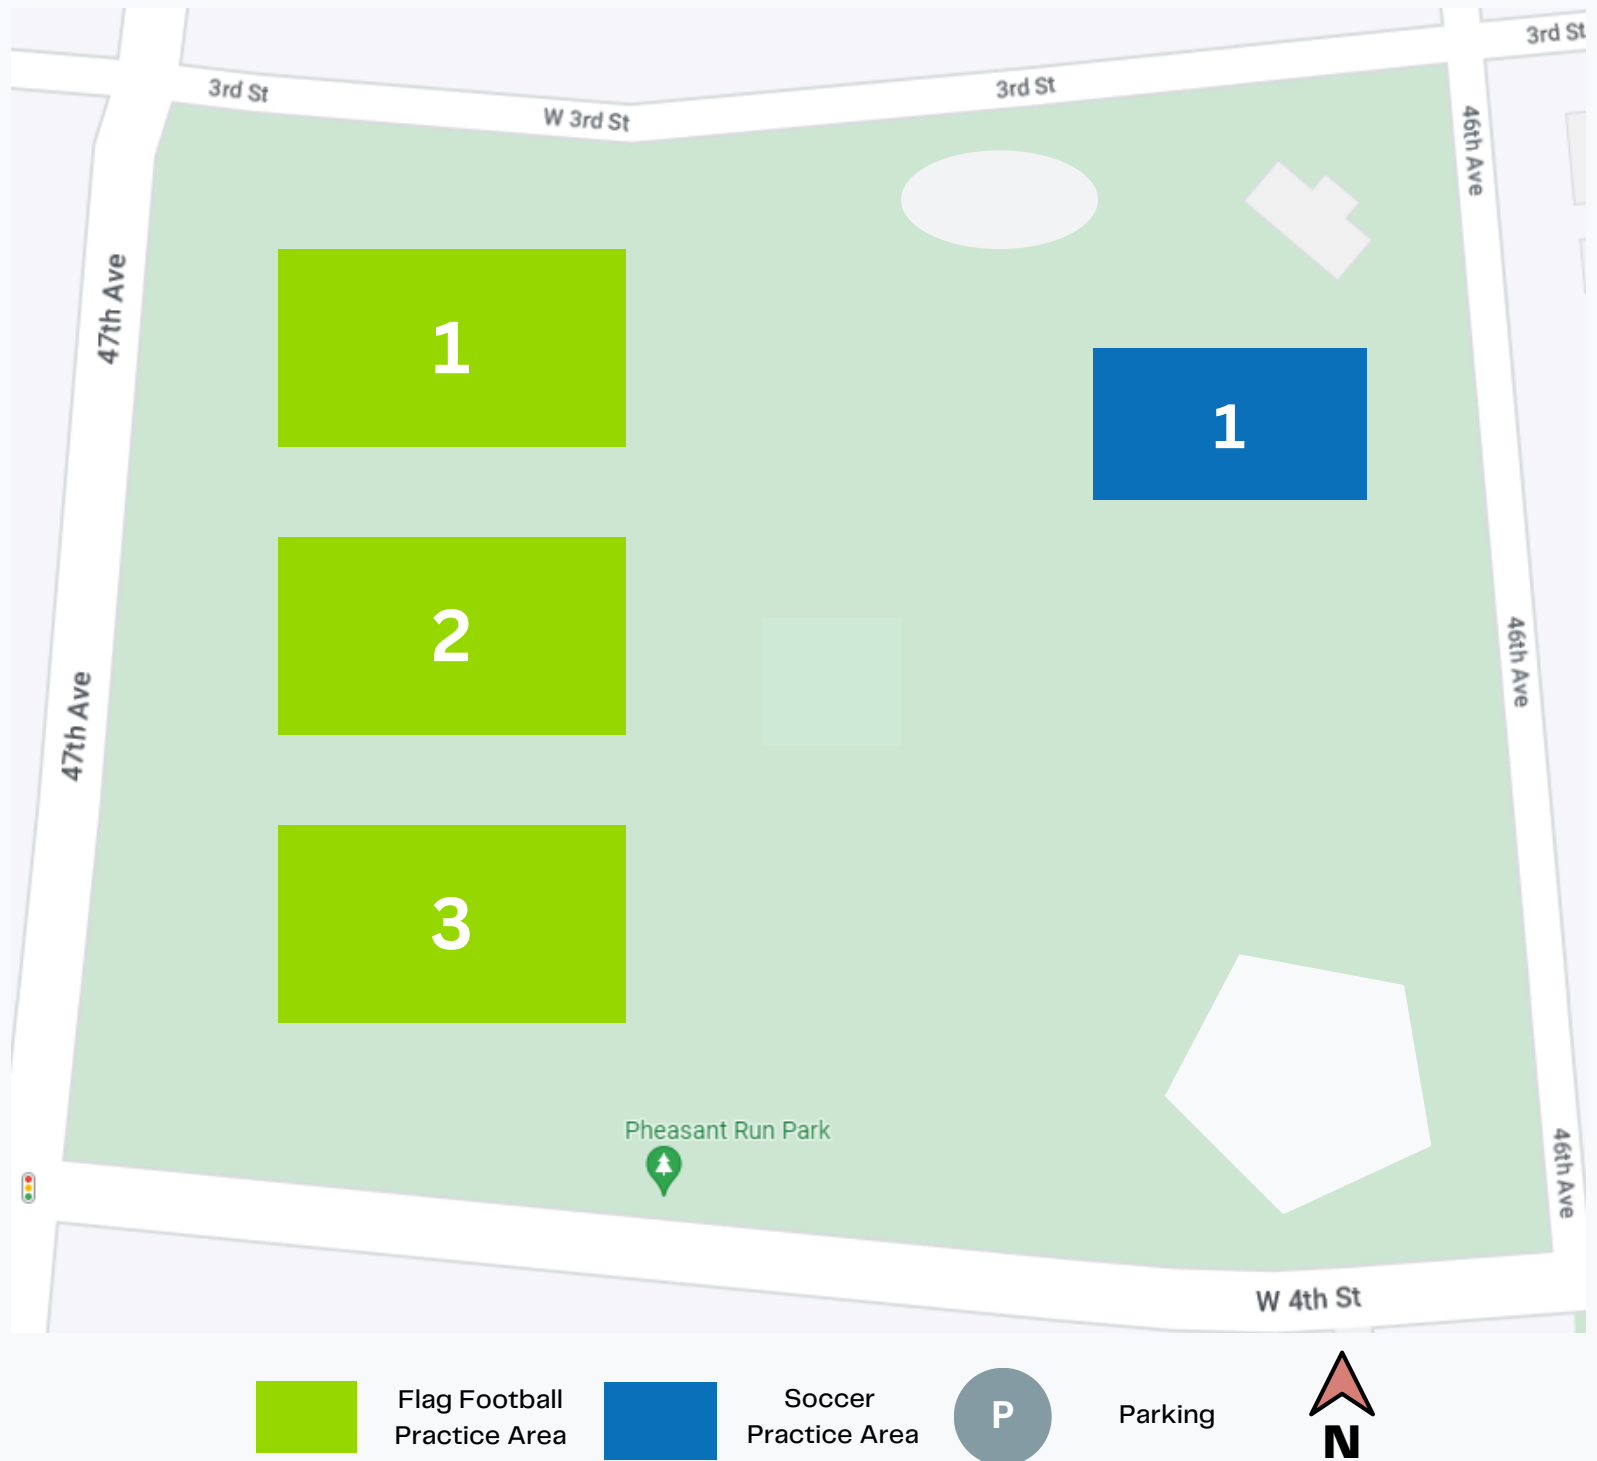 3rd St
3rd St
W 3rd St
3rd St
46th Ave
47th Ave
1
1
46th Ave
2
47th Ave
3
Pheasant Run Park
46th Ave
W 4th St
Flag Football
Practice Area
Soccer
Practice Area
P
Parking
N